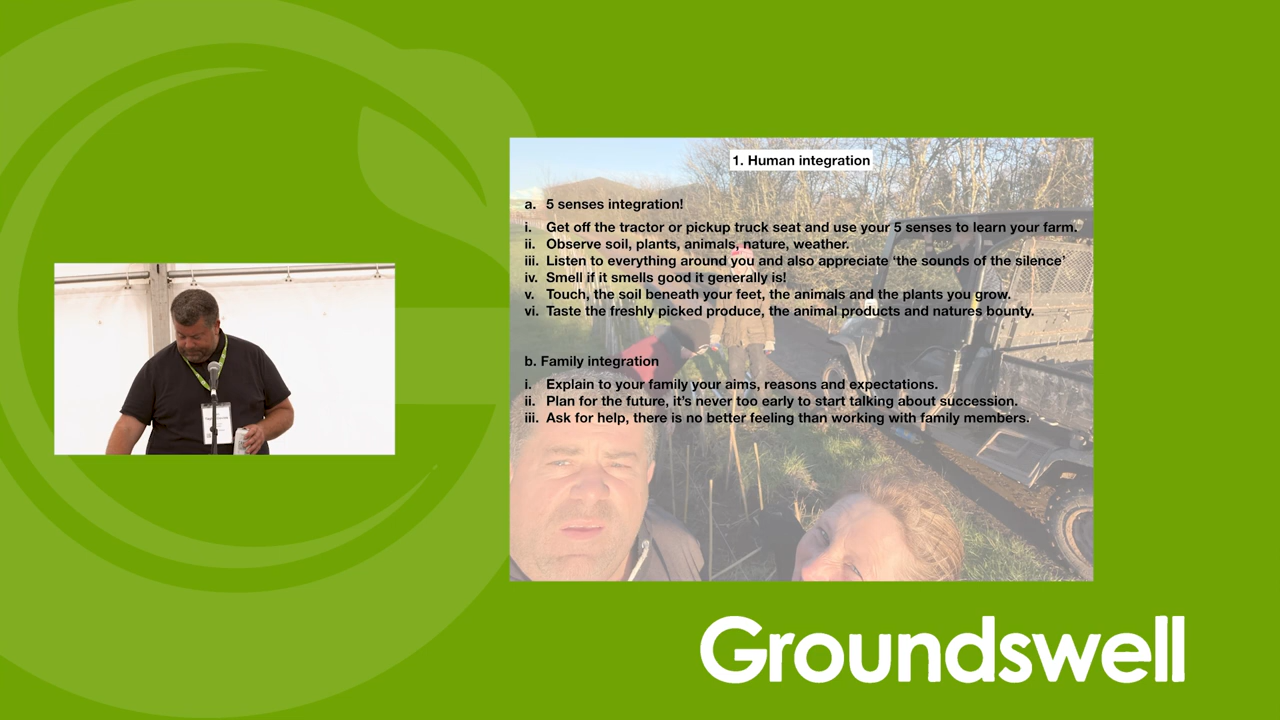 1. Human integration
a. 5 senses integration!
i. Get off the tractor or pickup truck seat and use your 5 senses to learn your farm.
ii. Observe soil, plants, animals, nature, weather.
iii. Listen to everything around you and also appreciate ‘the sounds of the silence’
iv. Smell if it smells good it generally is!
v. Touch, the soil beneath your feet, the animals and the plants you grow.
vi. Taste the freshly picked produce, the animal products and natures bounty.
b. Family integration
i. Explain to your family your aims, reasons and expectations.
ii. Plan for the future, it’s never too early to start talking about succession.
iii. Ask for help, there is no better feeling than working with family members.
Groundswell